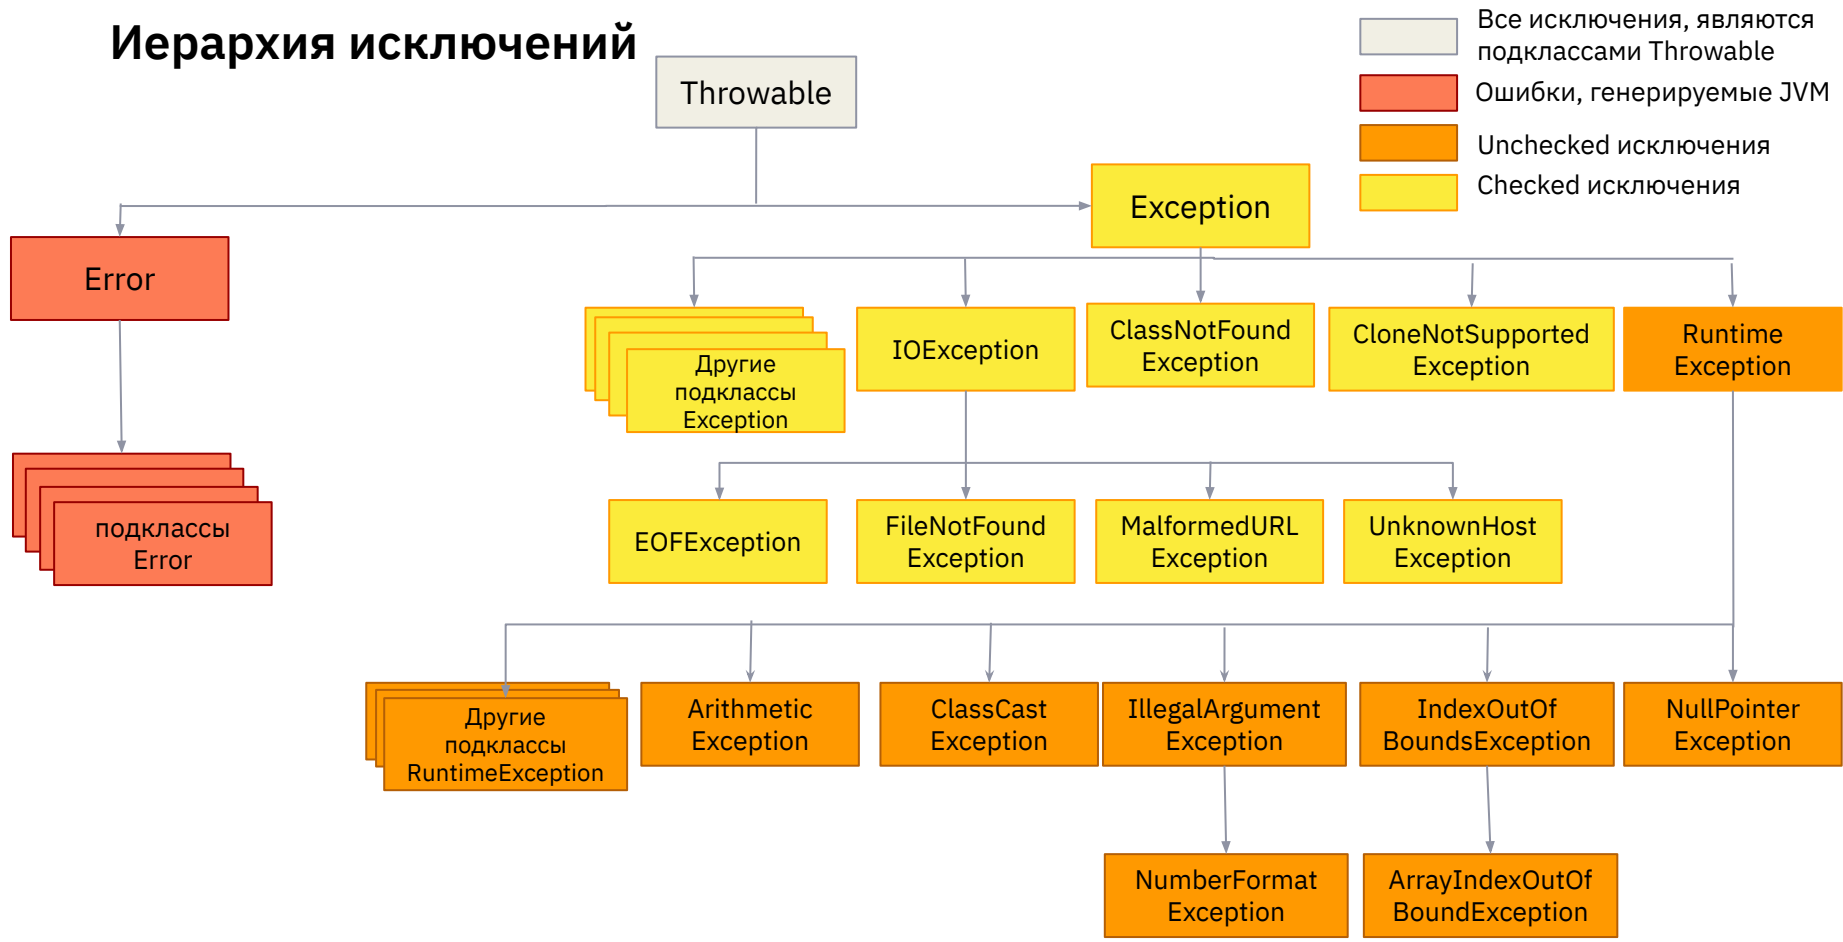 Иерархия исключений
Все исключения, являются
подклассами Throwable
Ошибки, генерируемые JVM
Unchecked исключения
Checked исключения
Throwable
Exception
Error
Другие
подклассы
Exception
IOException
ClassNotFound
Exception
CloneNotSupported
Exception
Runtime
Exception
подклассы
Error
EOFException
FileNotFound
Exception
MalformedURL
Exception
UnknownHost
Exception
Другие
подклассы
RuntimeException
Arithmetic
Exception
ClassCast
Exception
IllegalArgument
Exception
IndexOutOf
BoundsException
NullPointer
Exception
NumberFormat
Exception
ArrayIndexOutOf
BoundException